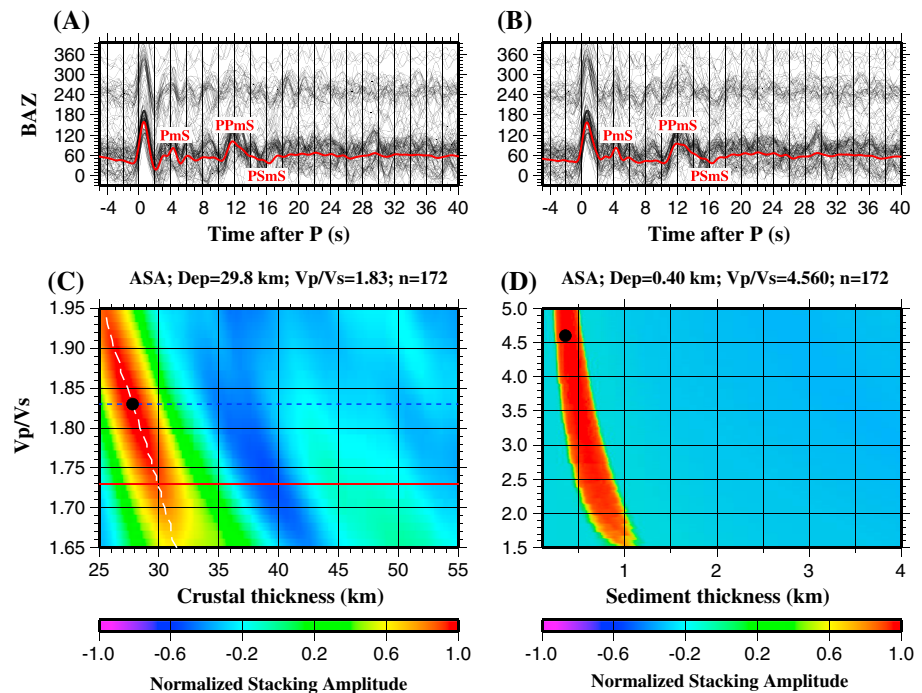 (A)
(B)
BAZ
360
300
240
180
120
60
0
PmS
PPmS
PSmS
-4 0 4 8 12 16 20 24 28 32 36 40
Time after P (s)
360
300
240
180
120
60
0
PmS
PPmS
PSmS
-4 0 4 8 12 16 20 24 28 32 36 40
Time after P (s)
(C)
ASA; Dep=29.8 km; Vp/Vs=1.83; n=172
Vp/Vs
1.95
1.90
1.85
1.80
1.75
1.70
1.65
25 30 35 40 45 50 55
Crustal thickness (km)
-1.0 -0.6 -0.2 0.2 0.6 1.0
Normalized Stacking Amplitude
(D)
ASA; Dep=0.40 km; Vp/Vs=4.560; n=172
5.0
4.5
4.0
3.5
3.0
2.5
2.0
1.5
1 2 3 4
Sediment thickness (km)
-1.0 -0.6 -0.2 0.2 0.6 1.0
Normalized Stacking Amplitude